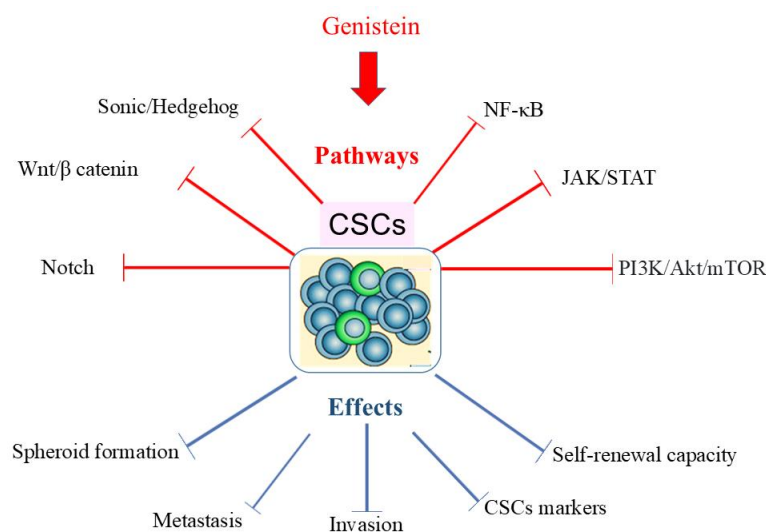 Genistein
Sonic/Hedgehog
NF-κB
Pathways
Wnt/β catenin
JAK/STAT
CSCs
Notch
PI3K/Akt/mTOR
Effects
Spheroid formation
Self-renewal capacity
Metastasis
Invasion
CSCs markers